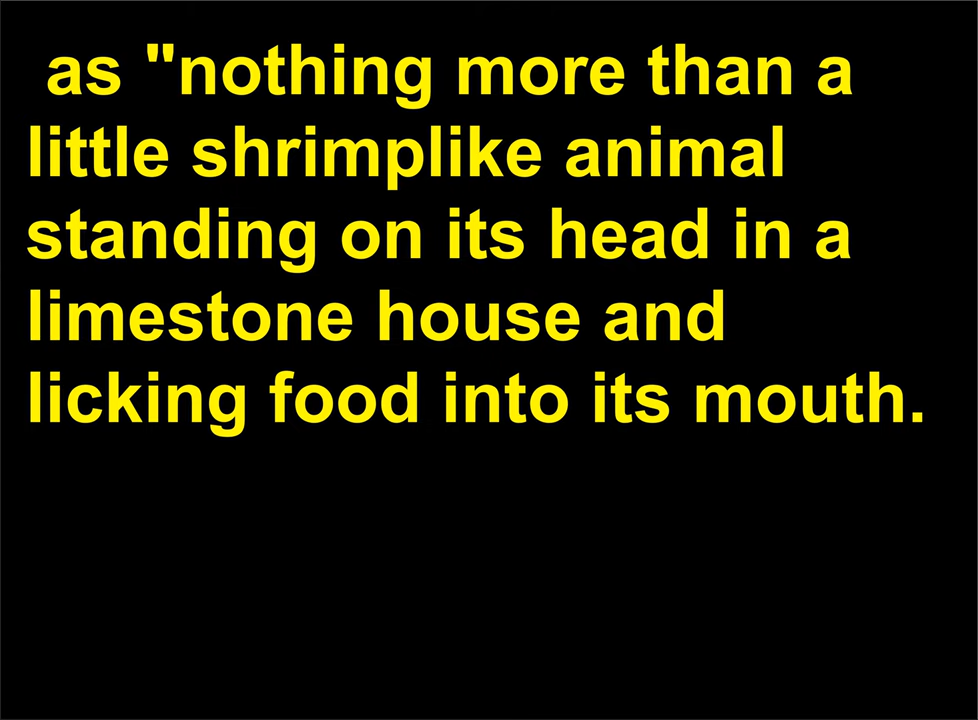 as "nothing more than a
little shrimplike animal
standing on its head in a
limestone house and
licking food into its mouth.